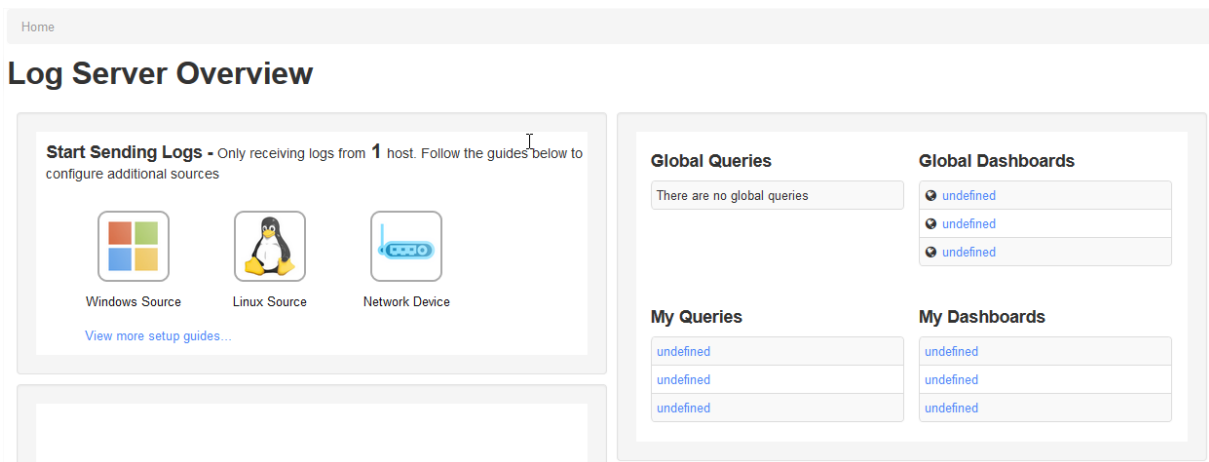 Home
Log Server Overview
Start Sending Logs - Only receiving logs from 1 host. Follow the guides below to
configure additional sources
Windows Source
Linux Source
Network Device
View more setup guides...
Global Queries
There are no global queries
Global Dashboards
undefined
undefined
undefined
My Queries
undefined
undefined
undefined
My Dashboards
undefined
undefined
undefined